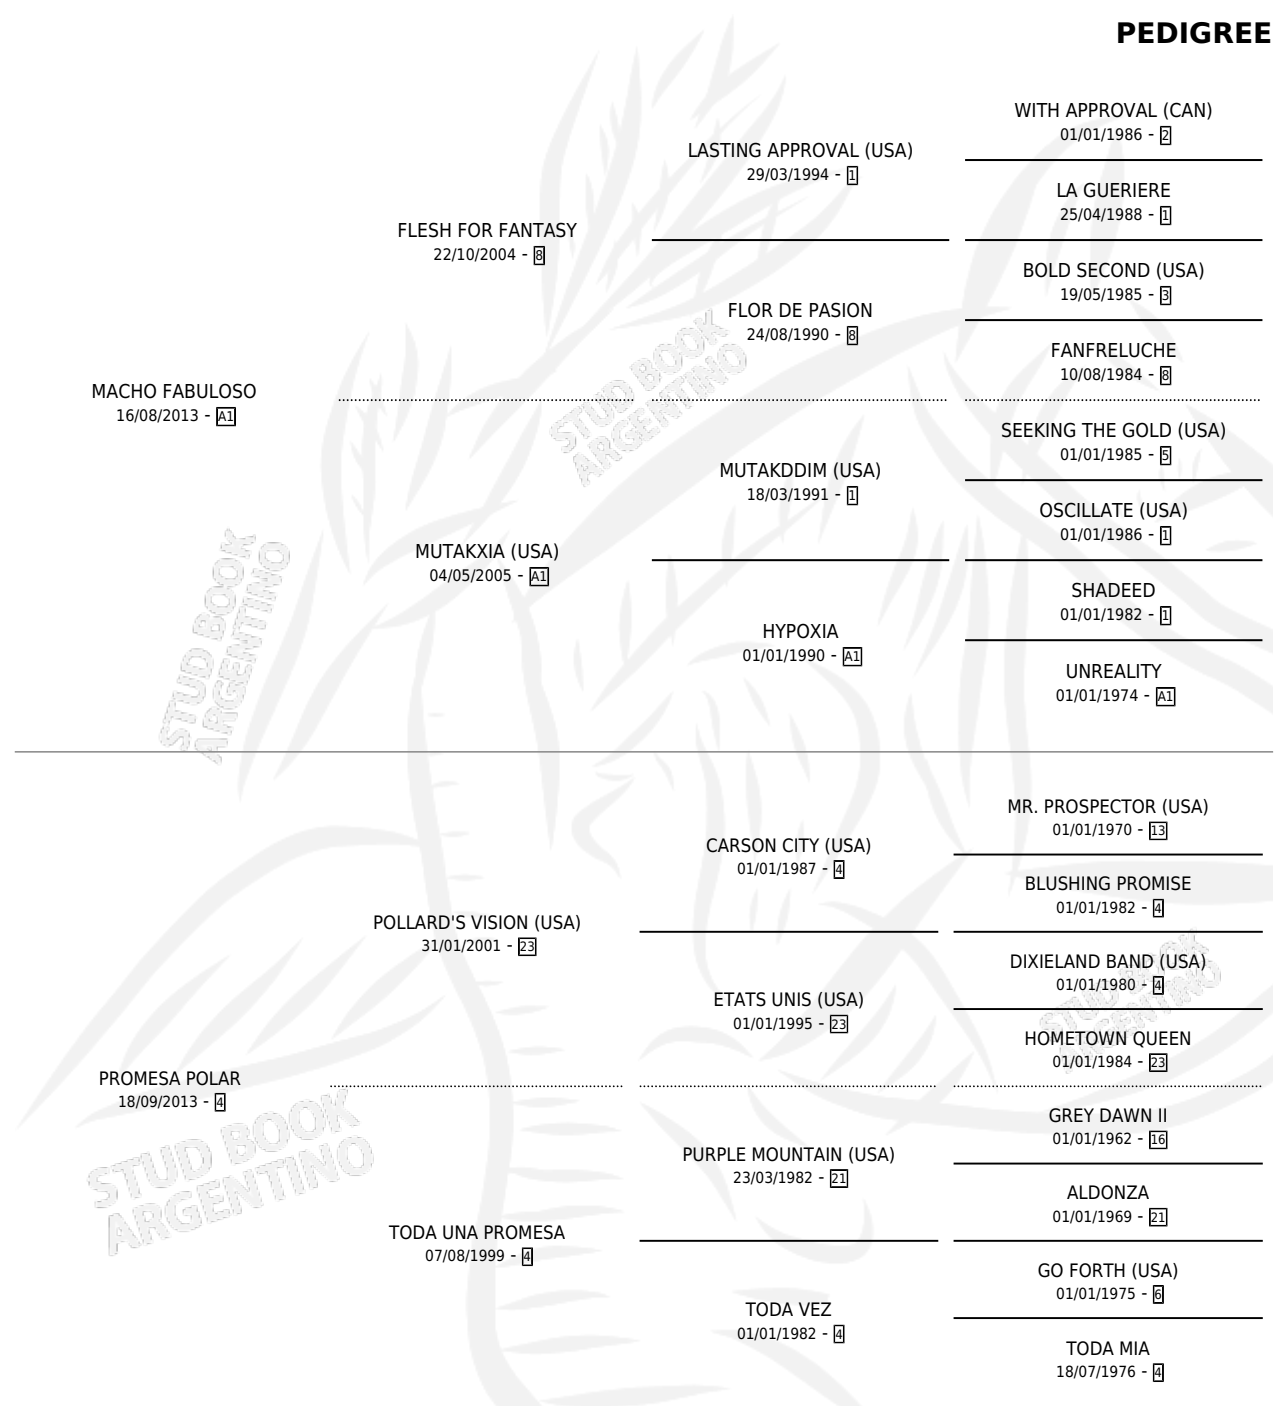 PEDIGREE
WITH APPROVAL (CAN)
01/01/1986 - 2
LASTING APPROVAL (USA)
29/03/1994 - 1
LA GUERIERE
25/04/1988 - 1
FLESH FOR FANTASY
22/10/2004 - 8
BOLD SECOND (USA)
19/05/1985 - 3
FLOR DE PASION
24/08/1990 - 8
FANFRELUCHE
10/08/1984 - 8
MACHO FABULOSO
16/08/2013 - A1
SEEKING THE GOLD (USA)
01/01/1985 - 5
MUTAKDDIM (USA)
18/03/1991 - 1
OSCILLATE (USA)
01/01/1986 - 1
MUTAKXIA (USA)
04/05/2005 - A1
SHADEED
01/01/1982 - 1
HYPOXIA
01/01/1990 - A1
UNREALITY
01/01/1974 - A1
MR. PROSPECTOR (USA)
01/01/1970 - 13
CARSON CITY (USA)
01/01/1987 - 4
BLUSHING PROMISE
01/01/1982 - 4
POLLARD'S VISION (USA)
31/01/2001 - 23
DIXIELAND BAND (USA)
01/01/1980 - 4
ETATS UNIS (USA)
01/01/1995 - 23
HOMETOWN QUEEN
01/01/1984 - 23
PROMESA POLAR
18/09/2013 - 4
GREY DAWN II
01/01/1962 - 16
PURPLE MOUNTAIN (USA)
23/03/1982 - 21
ALDONZA
01/01/1969 - 21
TODA UNA PROMESA
07/08/1999 - 4
GO FORTH (USA)
01/01/1975 - 6
TODA VEZ
01/01/1982 - 4
TODA MIA
18/07/1976 - 4
STUD BOOK
ARGENTINO
STUD BOOK
ARGENTINO
STUD BOOK
ARGENTINO
STUD BOOK
ARGENTINO